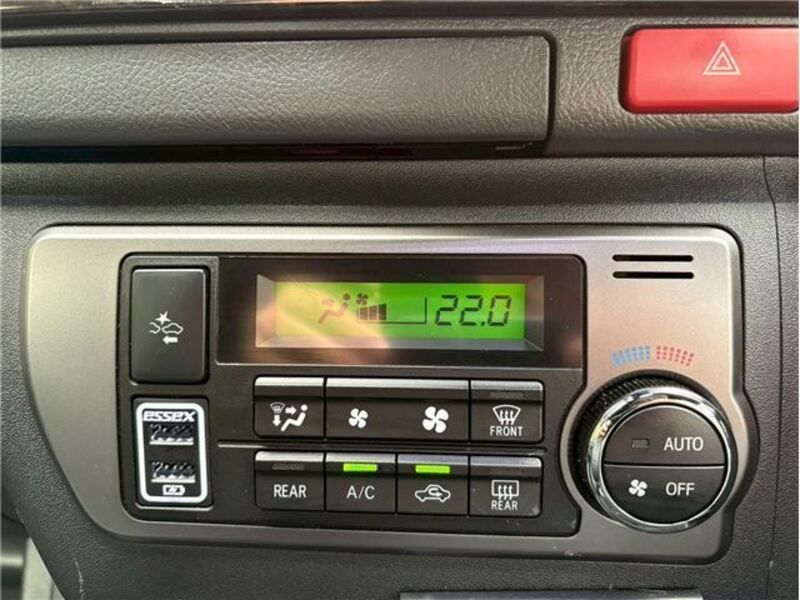 22.0
essex
FRONT
AUTO
REAR
A/C
REAR
OFF